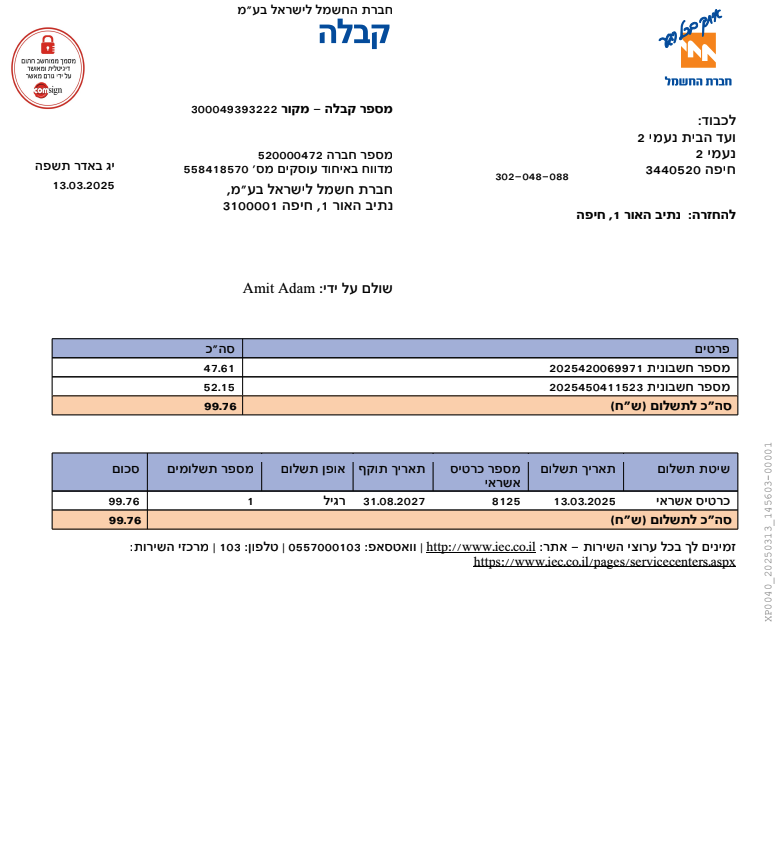 חברת החשמל לישראל בע״מ
קבלה
חברת החשמל
מסמך ממוחשב חתום
דיגיטלית ומאושר
על ידי גורם מאשר
comsign
מספר קבלה – מקור 300049393222
לכבוד:
ועד הבית נעמי 2
נעמי 2
חיפה 3440520
302-048-088
להחזרה: נתיב האור 1, חיפה
מספר חברה 520000472
מדווח באיחוד עוסקים מס׳ 558418570
חברת חשמל לישראל בע״מ,
נתיב האור 1, חיפה 3100001
יג באדר תשפה
13.03.2025
שולם על ידי: Amit Adam
פרטים סה״כ
מספר חשבונית 2025420069971 47.61
מספר חשבונית 2025450411523 52.15
סה״כ לתשלום (ש״ח) 99.76
שיטת תשלום תאריך תשלום מספר כרטיס אשראי תאריך תוקף אופן תשלום מספר תשלומים סכום
כרטיס אשראי 13.03.2025 8125 31.08.2027 רגיל 1 99.76
סה״כ לתשלום (ש״ח) 99.76
זמינים לך בכל ערוצי השירות – אתר: http://www.iec.co.il | וואטסאפ: 0557000103 | טלפון: 103 | מרכזי השירות:
https://www.iec.co.il/pages/servicecenters.aspx
XP0040_20250313_145603-00001